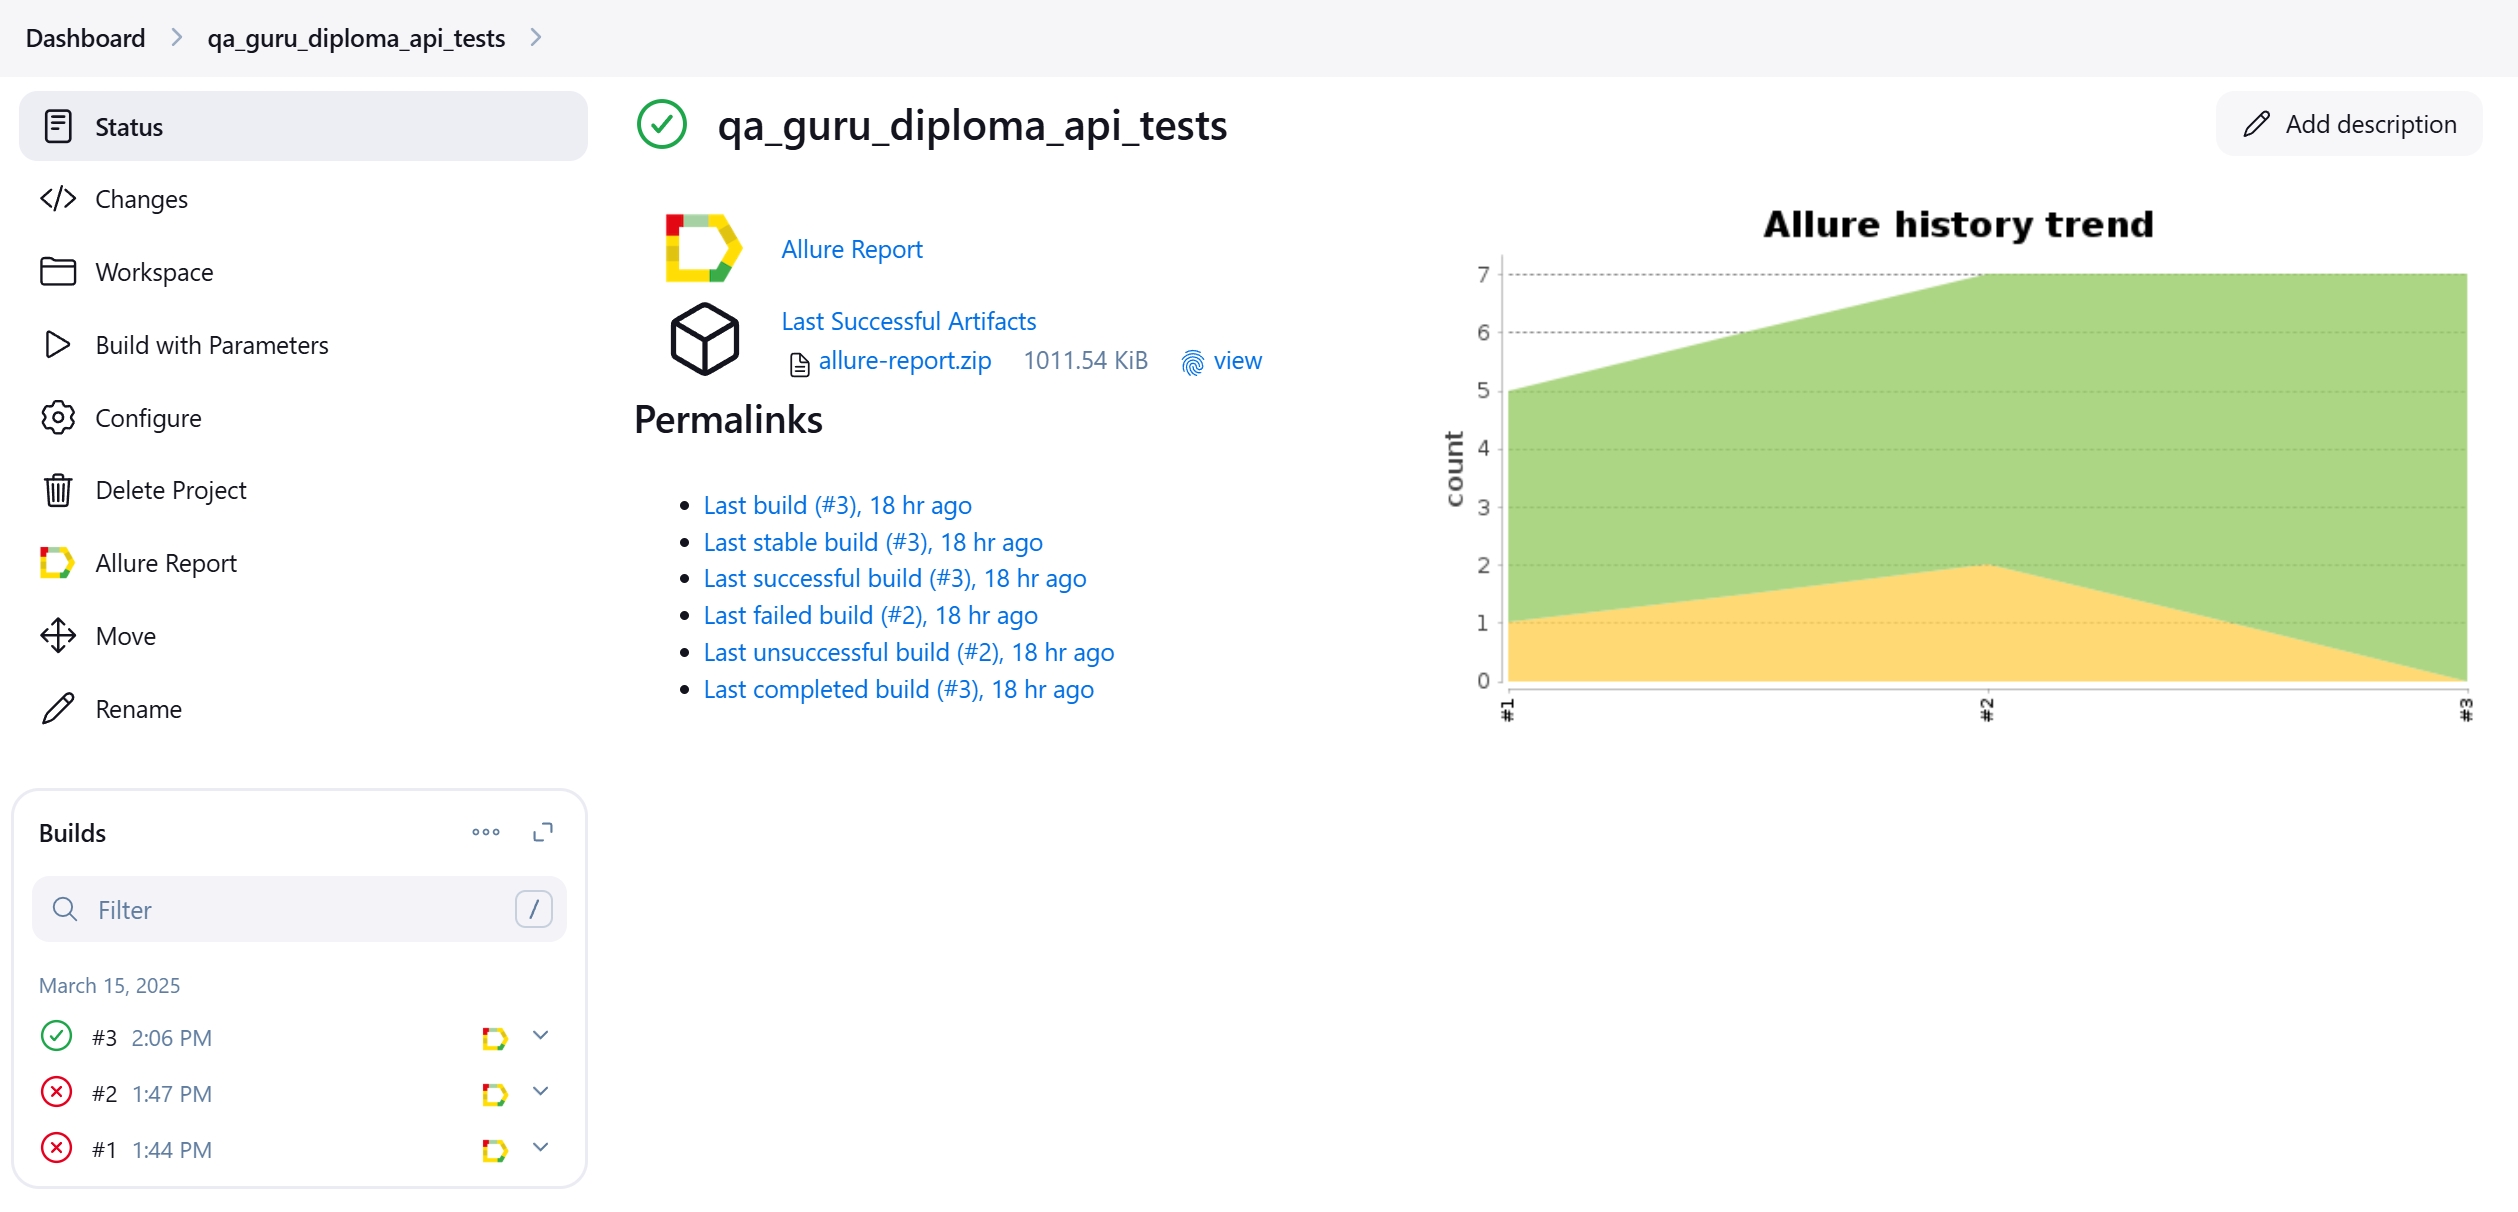 Dashboard > qa_guru_diploma_api_tests >
Status
Changes
Workspace
Build with Parameters
Configure
Delete Project
Allure Report
Move
Rename
Builds
Filter /
March 15, 2025
#3 2:06 PM
#2 1:47 PM
#1 1:44 PM
qa_guru_diploma_api_tests
Add description
Allure Report
Last Successful Artifacts
allure-report.zip 1011.54 KiB view
Permalinks
Last build (#3), 18 hr ago
Last stable build (#3), 18 hr ago
Last successful build (#3), 18 hr ago
Last failed build (#2), 18 hr ago
Last unsuccessful build (#2), 18 hr ago
Last completed build (#3), 18 hr ago
Allure history trend
count
7
6
5
4
3
2
1
0
#1 #2 #3